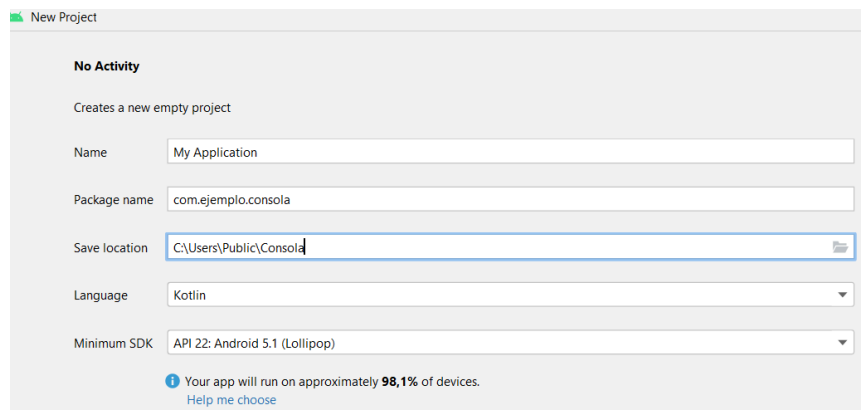 New Project
No Activity
Creates a new empty project
Name My Application
Package name com.ejemplo.consola
Save location C:\Users\Public\Consola
Language Kotlin
Minimum SDK API 22: Android 5.1 (Lollipop)
Your app will run on approximately 98,1% of devices.
Help me choose